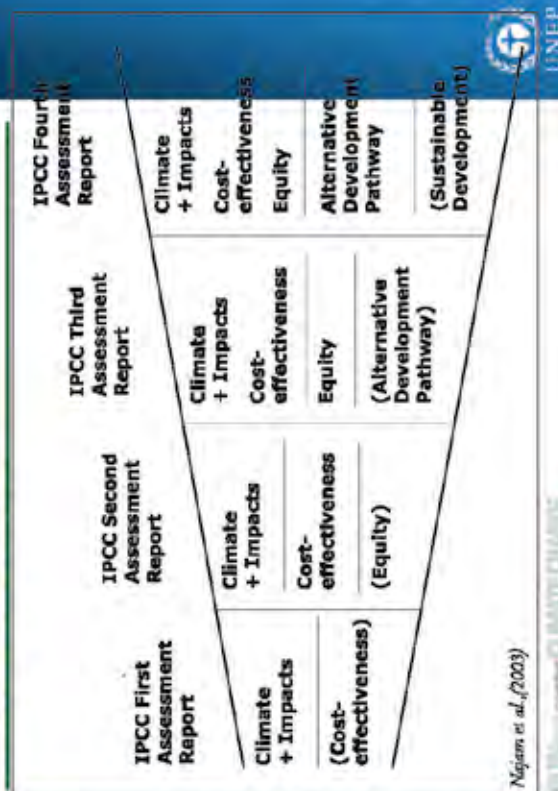 IPCC First
Assessment
Report
Climate
+ Impacts
(Cost-
effectiveness)
IPCC Second
Assessment
Report
Climate
+ Impacts
Cost-
effectiveness
(Equity)
IPCC Third
Assessment
Report
Climate
+ Impacts
Cost-
effectiveness
Equity
(Alternative
Development
Pathway)
IPCC Fourth
Assessment
Report
Climate
+ Impacts
Cost-
effectiveness
Equity
Alternative
Development
Pathway
(Sustainable
Development)
Najam et al.,(2003)
UNEP